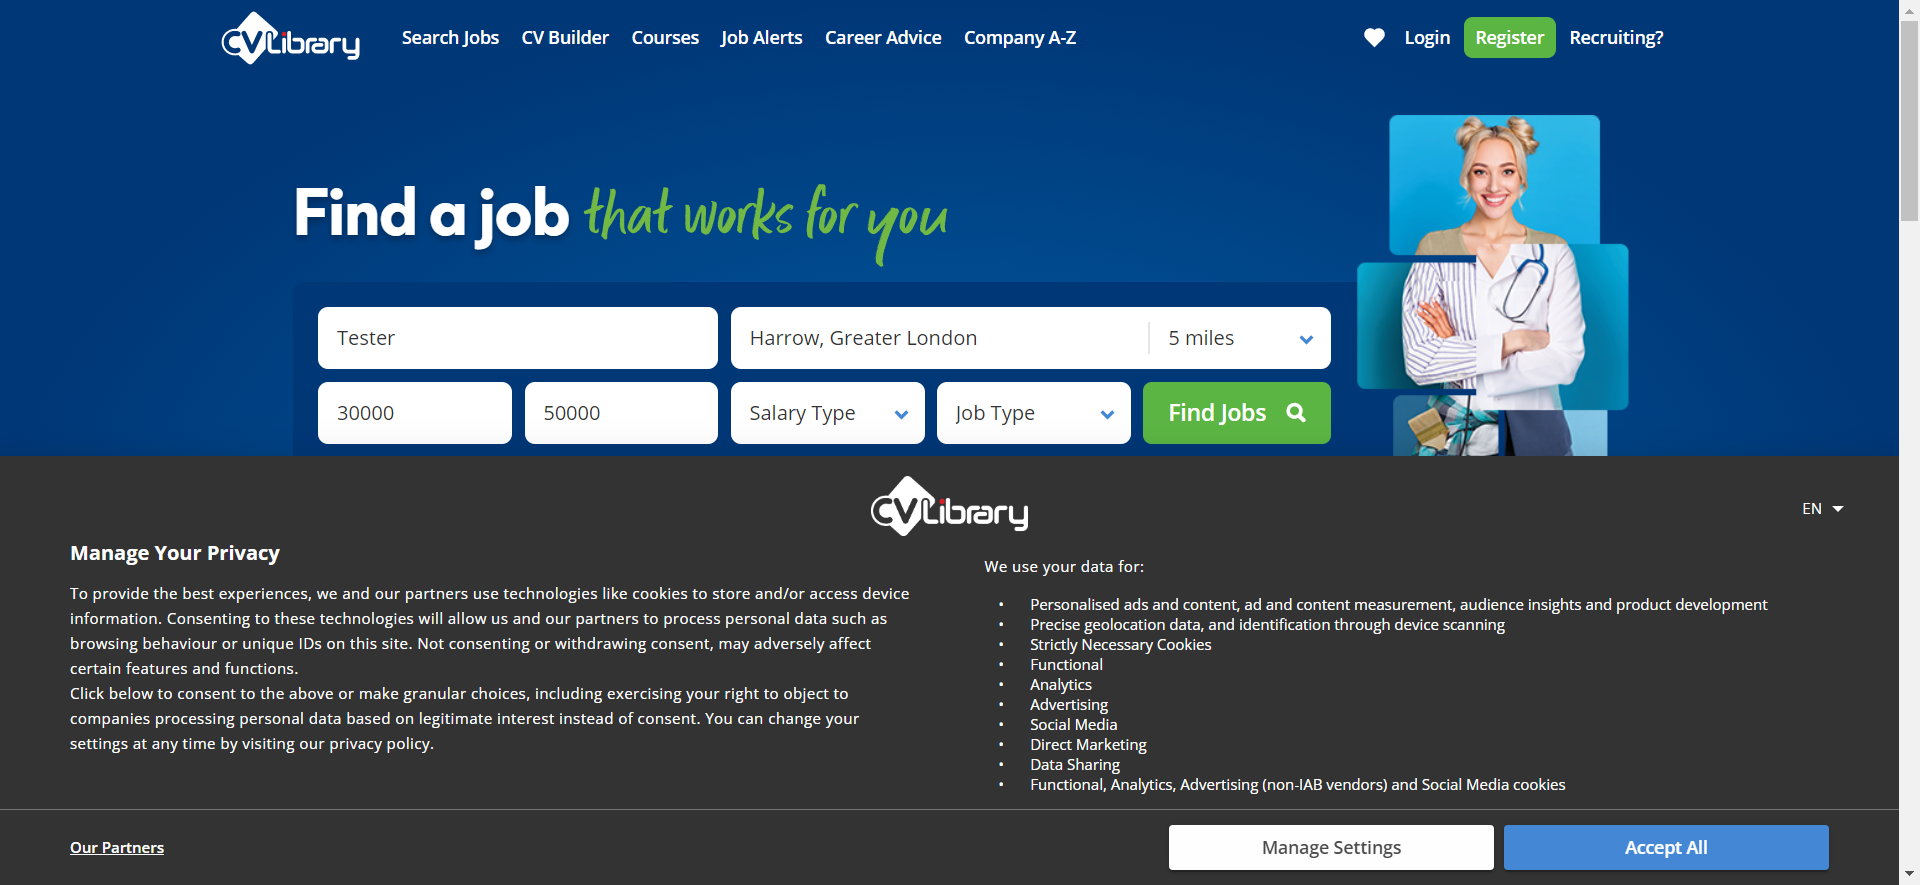 CV Library
Search Jobs CV Builder Courses Job Alerts Career Advice Company A-Z
Login Register Recruiting?
Find a job that works for you
Tester
Harrow, Greater London 5 miles
30000 50000 Salary Type Job Type Find Jobs
CV Library
EN
Manage Your Privacy
To provide the best experiences, we and our partners use technologies like cookies to store and/or access device
information. Consenting to these technologies will allow us and our partners to process personal data such as
browsing behaviour or unique IDs on this site. Not consenting or withdrawing consent, may adversely affect
certain features and functions.
Click below to consent to the above or make granular choices, including exercising your right to object to
companies processing personal data based on legitimate interest instead of consent. You can change your
settings at any time by visiting our privacy policy.
We use your data for:
• Personalised ads and content, ad and content measurement, audience insights and product development
• Precise geolocation data, and identification through device scanning
• Strictly Necessary Cookies
• Functional
• Analytics
• Advertising
• Social Media
• Direct Marketing
• Data Sharing
• Functional, Analytics, Advertising (non-IAB vendors) and Social Media cookies
Our Partners
Manage Settings
Accept All